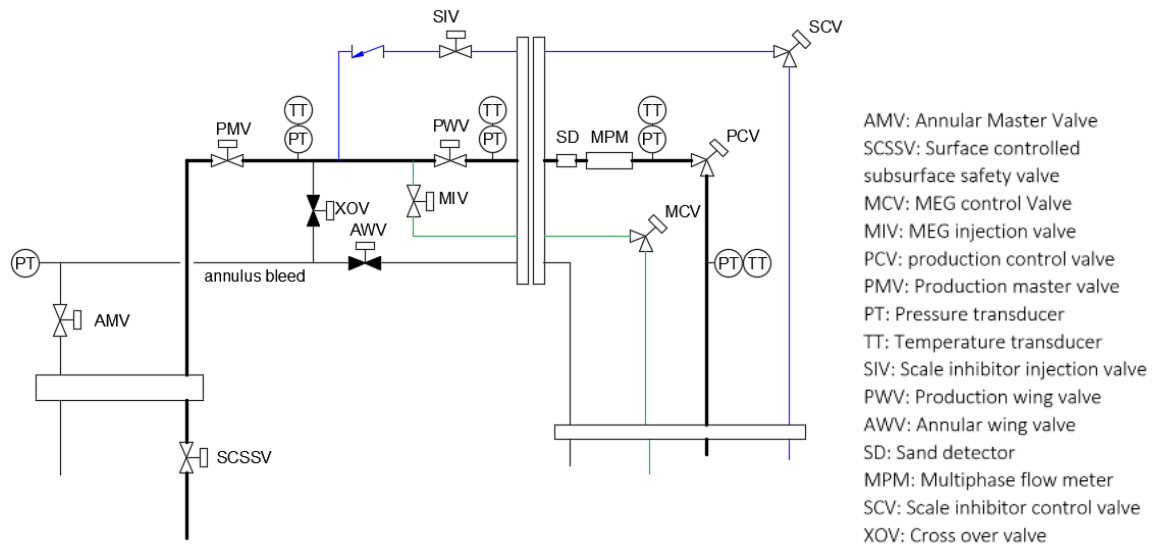 SIV
SCV
TT
PT
PMV
PWV
TT
PT
SD
MPM
TT
PT
PCV
XOV
MIV
MCV
AWV
PT
annulus bleed
PT
TT
AMV
SCSSV
AMV: Annular Master Valve
SCSSV: Surface controlled
subsurface safety valve
MCV: MEG control Valve
MIV: MEG injection valve
PCV: production control valve
PMV: Production master valve
PT: Pressure transducer
TT: Temperature transducer
SIV: Scale inhibitor injection valve
PWV: Production wing valve
AWV: Annular wing valve
SD: Sand detector
MPM: Multiphase flow meter
SCV: Scale inhibitor control valve
XOV: Cross over valve